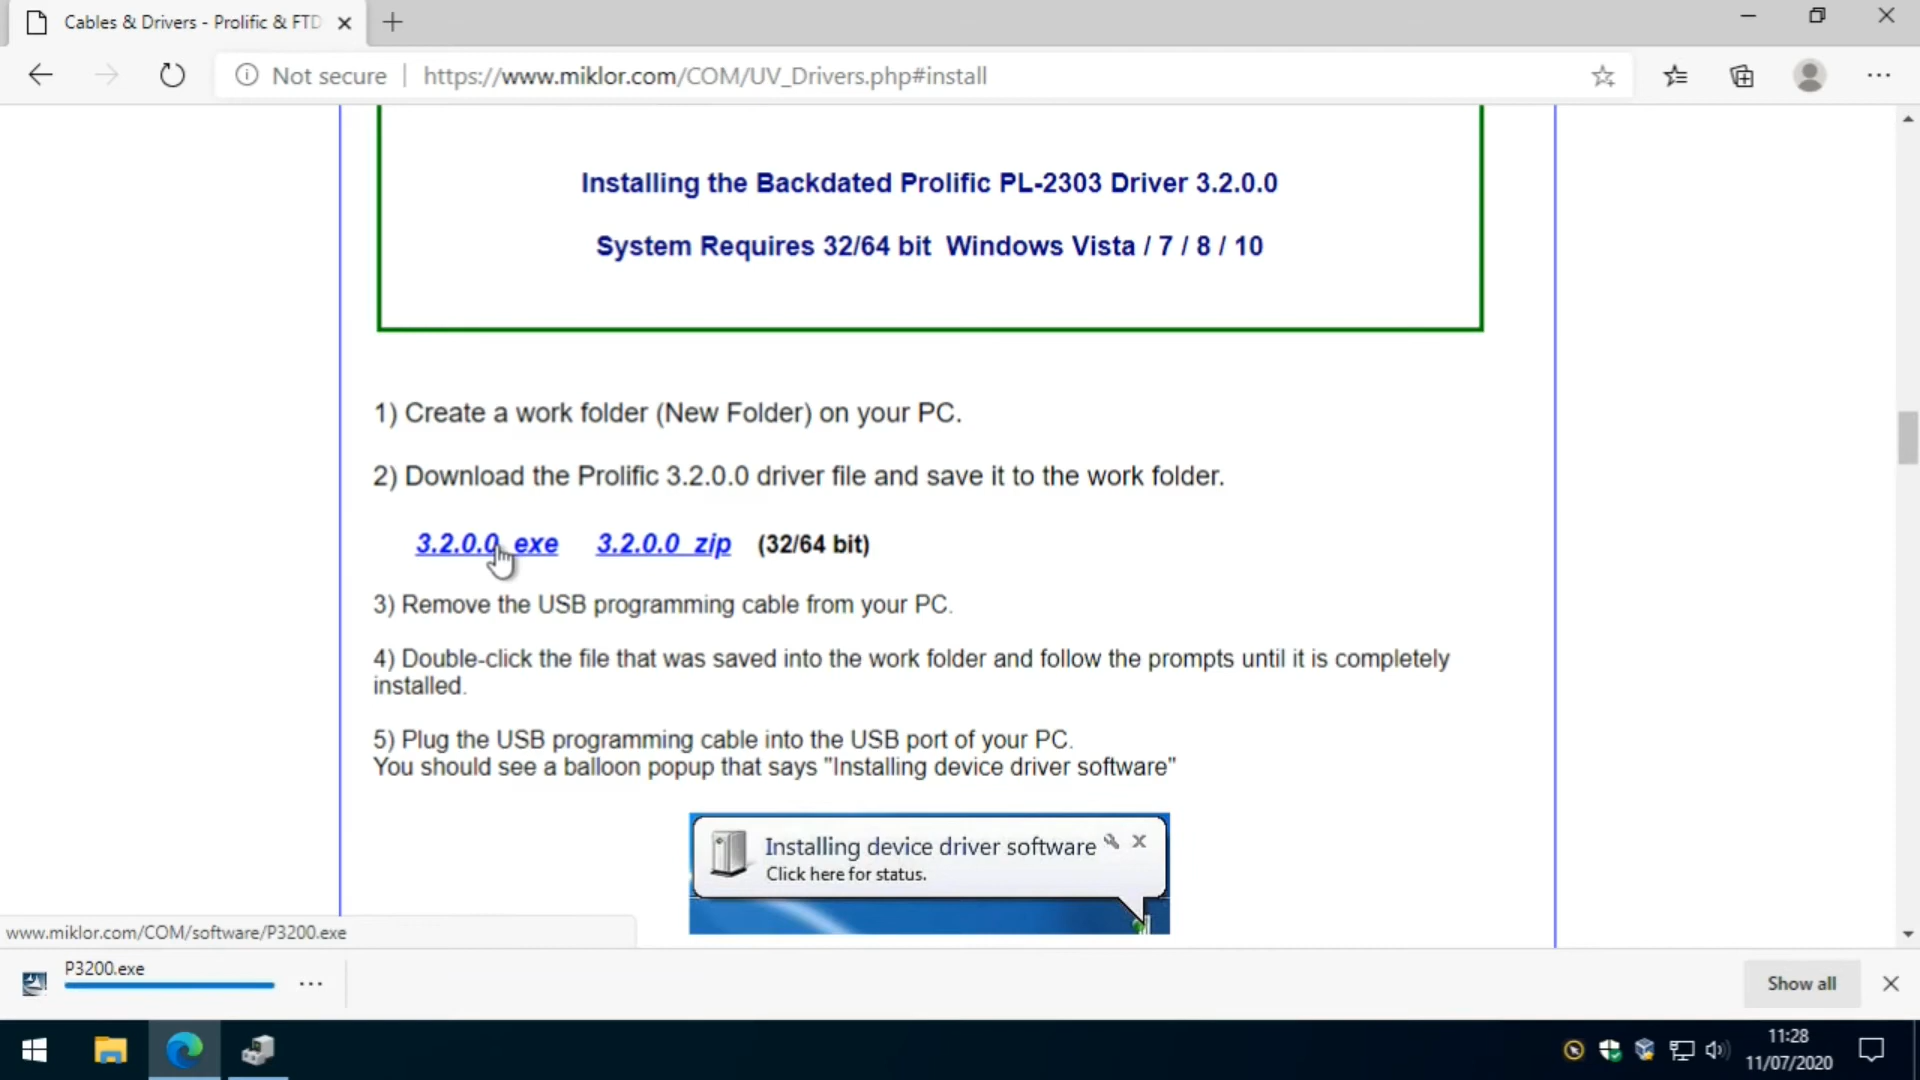 Cables & Drivers - Prolific & FTD
Not secure
https://www.miklor.com/COM/UV_Drivers.php#install
Installing the Backdated Prolific PL-2303 Driver 3.2.0.0
System Requires 32/64 bit Windows Vista / 7 / 8 / 10
1) Create a work folder (New Folder) on your PC.
2) Download the Prolific 3.2.0.0 driver file and save it to the work folder.
3.2.0.0 exe 3.2.0.0 zip (32/64 bit)
3) Remove the USB programming cable from your PC.
4) Double-click the file that was saved into the work folder and follow the prompts until it is completely
installed.
5) Plug the USB programming cable into the USB port of your PC.
You should see a balloon popup that says "Installing device driver software"
Installing device driver software
Click here for status.
www.miklor.com/COM/software/P3200.exe
P3200.exe
Show all
11:28
11/07/2020